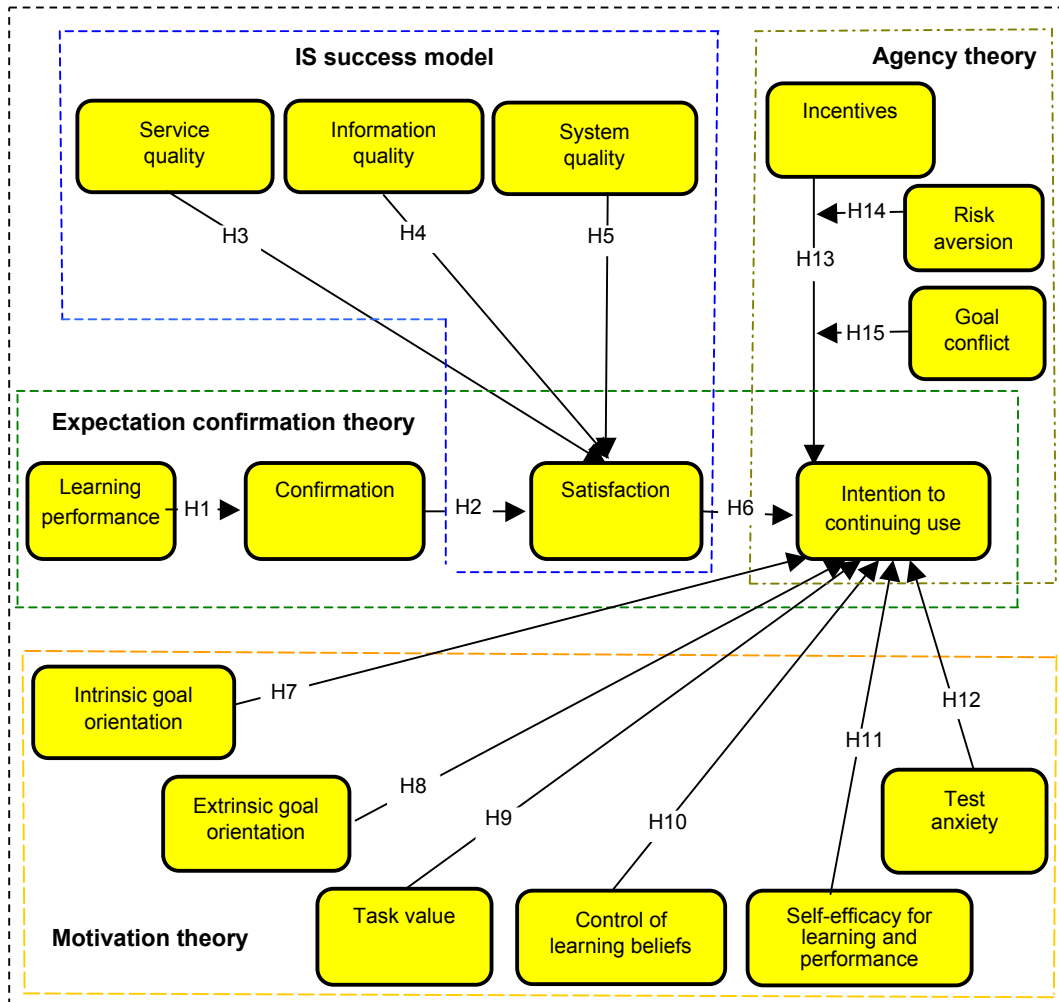 IS success model
Agency theory
Service
quality
Information
quality
System
quality
Incentives
H3
H4
H5
H14
Risk
aversion
H13
H15
Goal
conflict
Expectation confirmation theory
Learning
performance
H1
Confirmation
H2
Satisfaction
H6
Intention to
continuing use
Intrinsic goal
orientation
H7
H12
H11
Extrinsic goal
orientation
H8
H9
H10
Test
anxiety
Task value
Control of
learning beliefs
Self-efficacy for
learning and
performance
Motivation theory